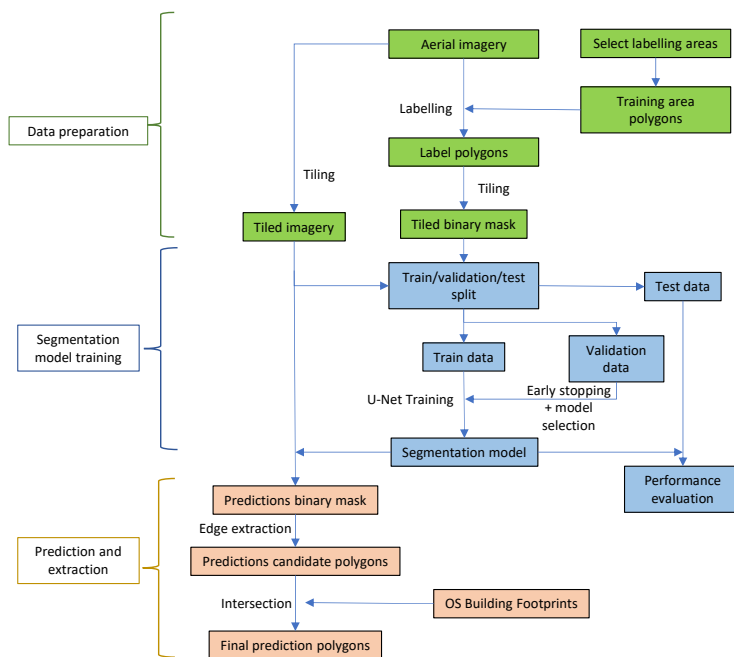 Aerial imagery
Select labelling areas
Labelling
Training area
polygons
Data preparation
Label polygons
Tiling
Tiling
Tiled imagery
Tiled binary mask
Train/validation/test
split
Test data
Segmentation
model training
Train data
Validation
data
U-Net Training
Early stopping
+ model
selection
Segmentation model
Performance
evaluation
Predictions binary mask
Edge extraction
Prediction and
extraction
Predictions candidate polygons
Intersection
OS Building Footprints
Final prediction polygons